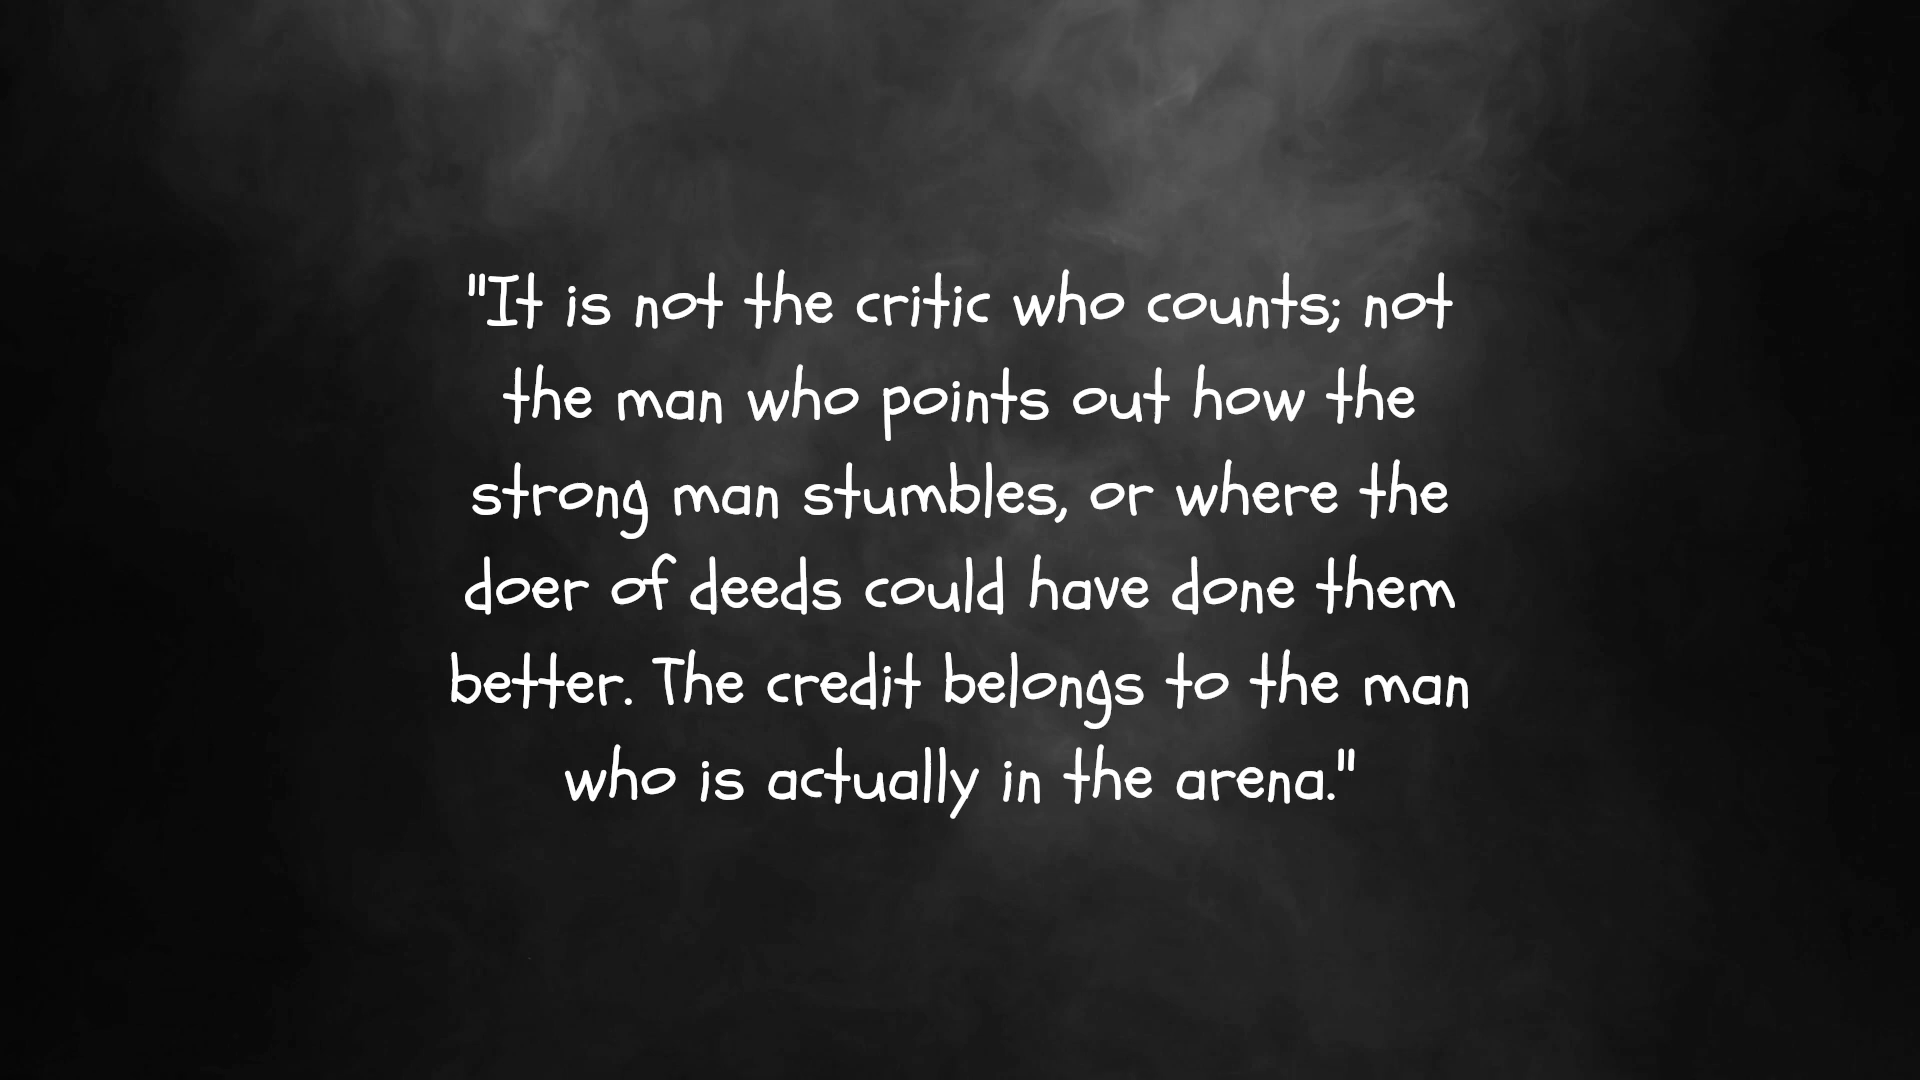 "It is not the critic who counts; not
the man who points out how the
strong man stumbles, or where the
doer of deeds could have done them
better. The credit belongs to the man
who is actually in the arena."